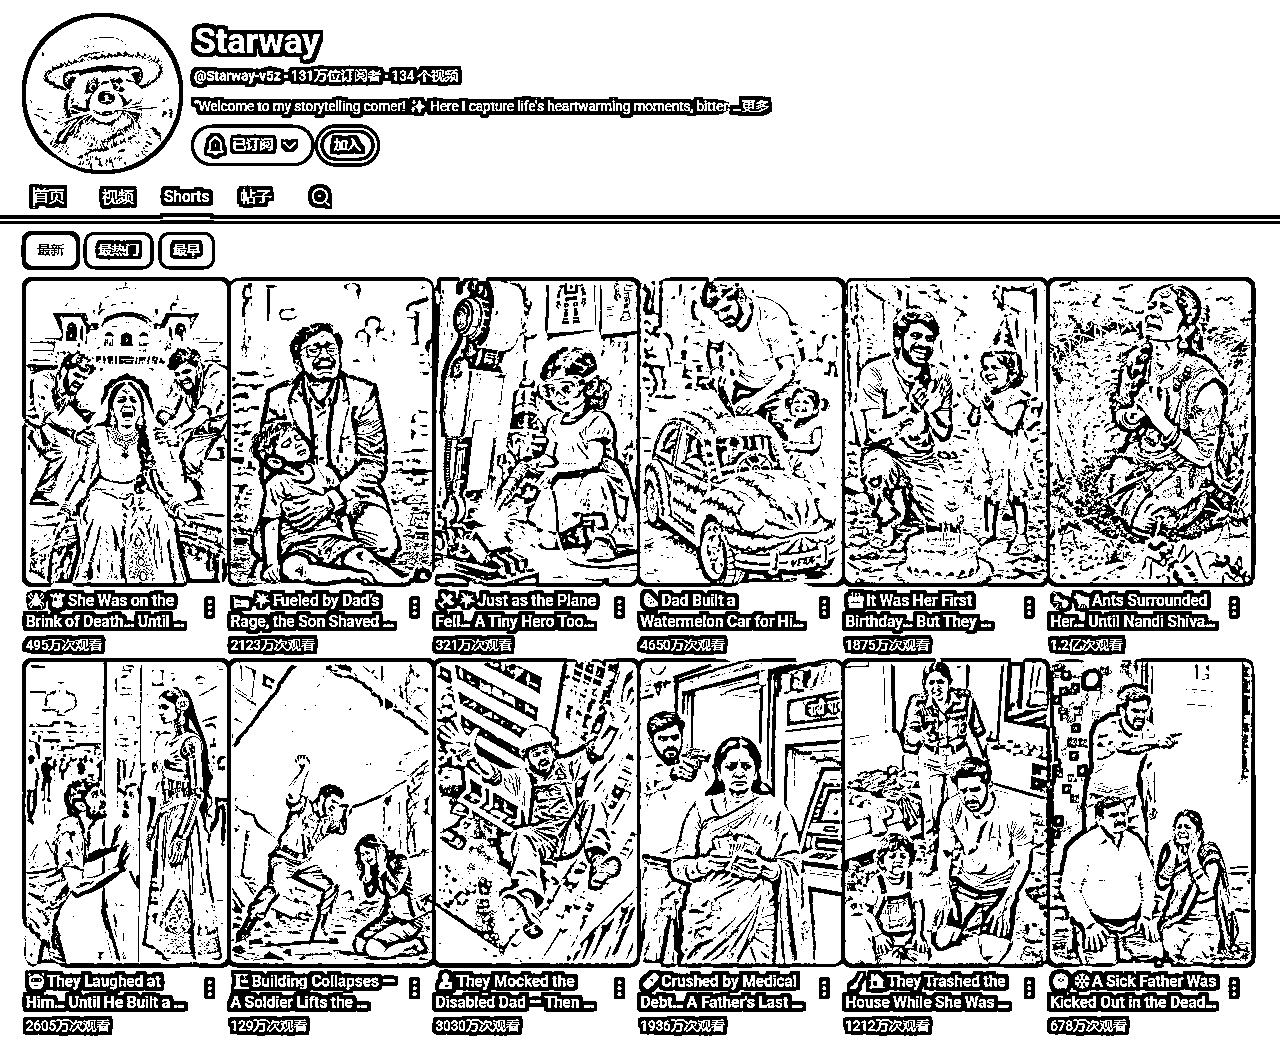 Starway
@Starway-v5z · 131万位订阅者 · 134 个视频
"Welcome to my storytelling corner! ✨ Here I capture life's heartwarming moments, bitter ...更多
已订阅
加入
首页 视频 Shorts 帖子
最新 最热门 最早
She Was on the
Brink of Death... Until ...
495万次观看
Fueled by Dad's
Rage, the Son Shaved ...
2123万次观看
Just as the Plane
Fell... A Tiny Hero Too...
321万次观看
Dad Built a
Watermelon Car for Hi...
4650万次观看
It Was Her First
Birthday... But They ...
1875万次观看
Ants Surrounded
Her... Until Nandi Shiva...
1.2亿次观看
They Laughed at
Him... Until He Built a ...
2605万次观看
Building Collapses —
A Soldier Lifts the ...
129万次观看
They Mocked the
Disabled Dad — Then ...
3030万次观看
Crushed by Medical
Debt... A Father's Last ...
1936万次观看
They Trashed the
House While She Was ...
1212万次观看
A Sick Father Was
Kicked Out in the Dead...
678万次观看